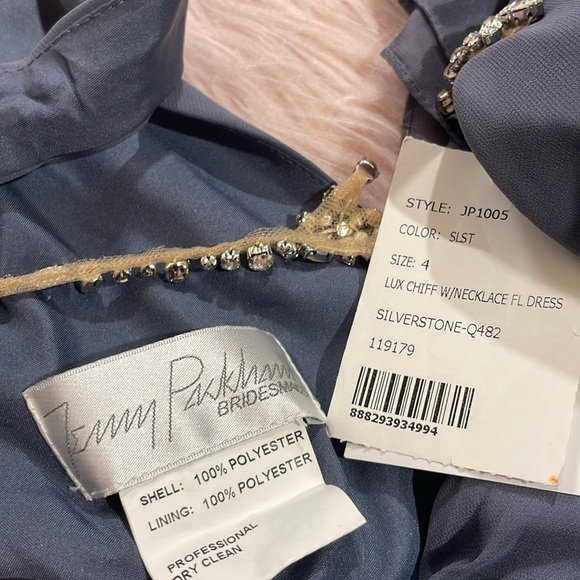 STYLE: JP1005
COLOR: SLST
SIZE: 4
LUX CHIFF W/NECKLACE FL DRESS
SILVERSTONE-Q482
119179
888293934994
Jenny Packham
BRIDESMAID
SHELL: 100% POLYESTER
LINING: 100% POLYESTER
PROFESSIONAL
DRY CLEAN